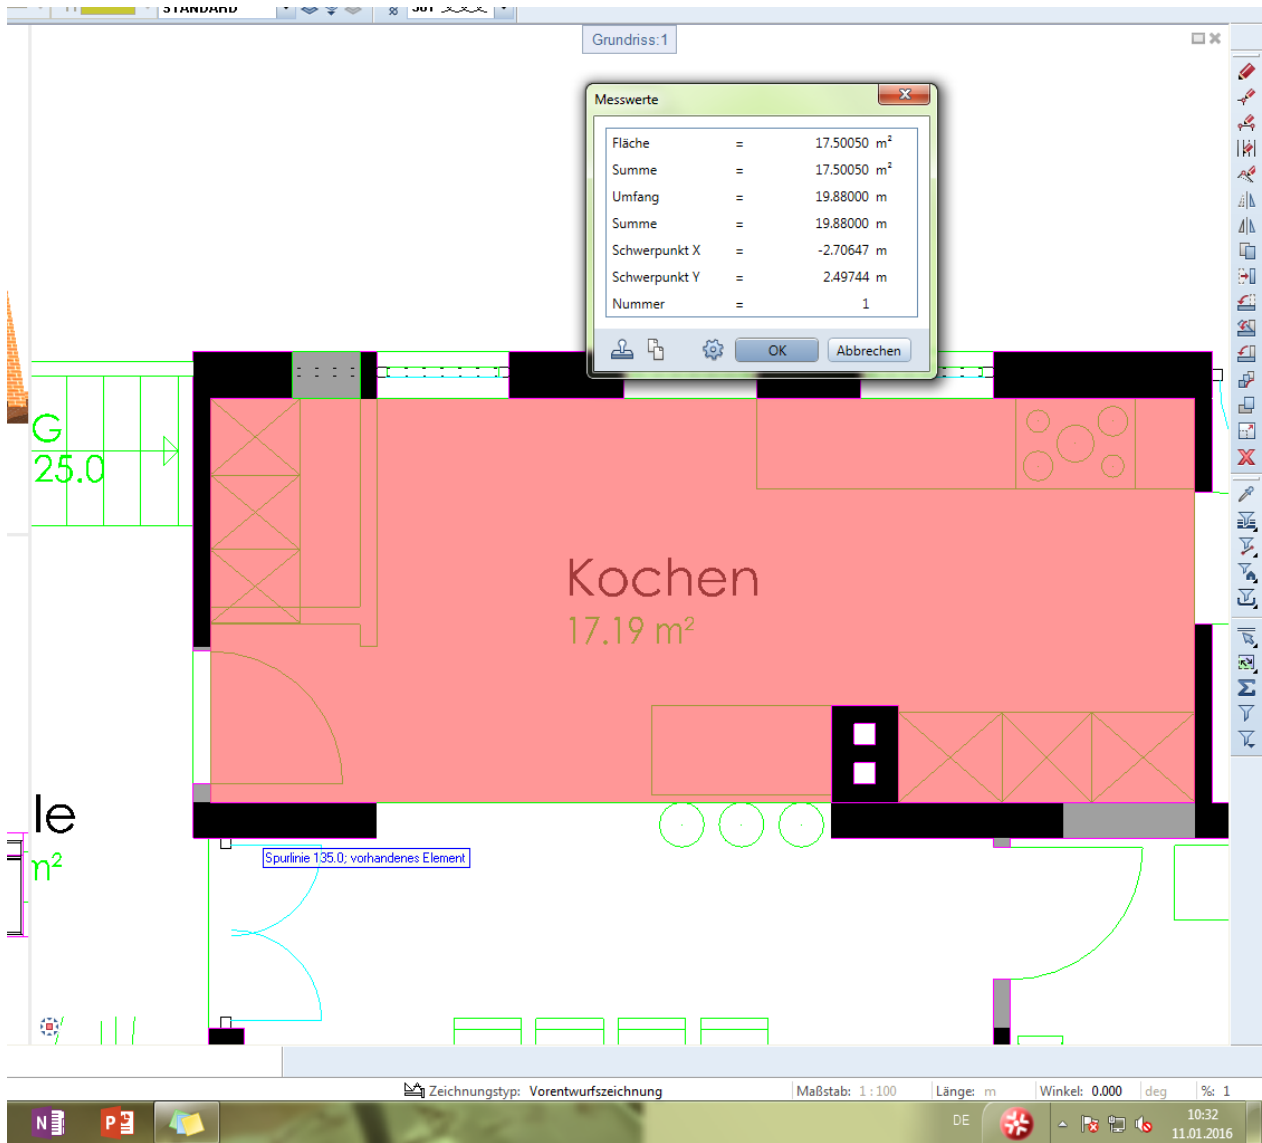 STANDARD
301
Grundriss:1
Messwerte
Fläche = 17.50050 m²
Summe = 17.50050 m²
Umfang = 19.88000 m
Summe = 19.88000 m
Schwerpunkt X = -2.70647 m
Schwerpunkt Y = 2.49744 m
Nummer = 1
OK Abbrechen
G
25.0
Kochen
17.19 m²
le
m²
Spurlinie 135.0; vorhandenes Element
Zeichnungstyp: Vorentwurfszeichnung Maßstab: 1:100 Länge: m Winkel: 0.000 deg %: 1
DE
10:32
11.01.2016